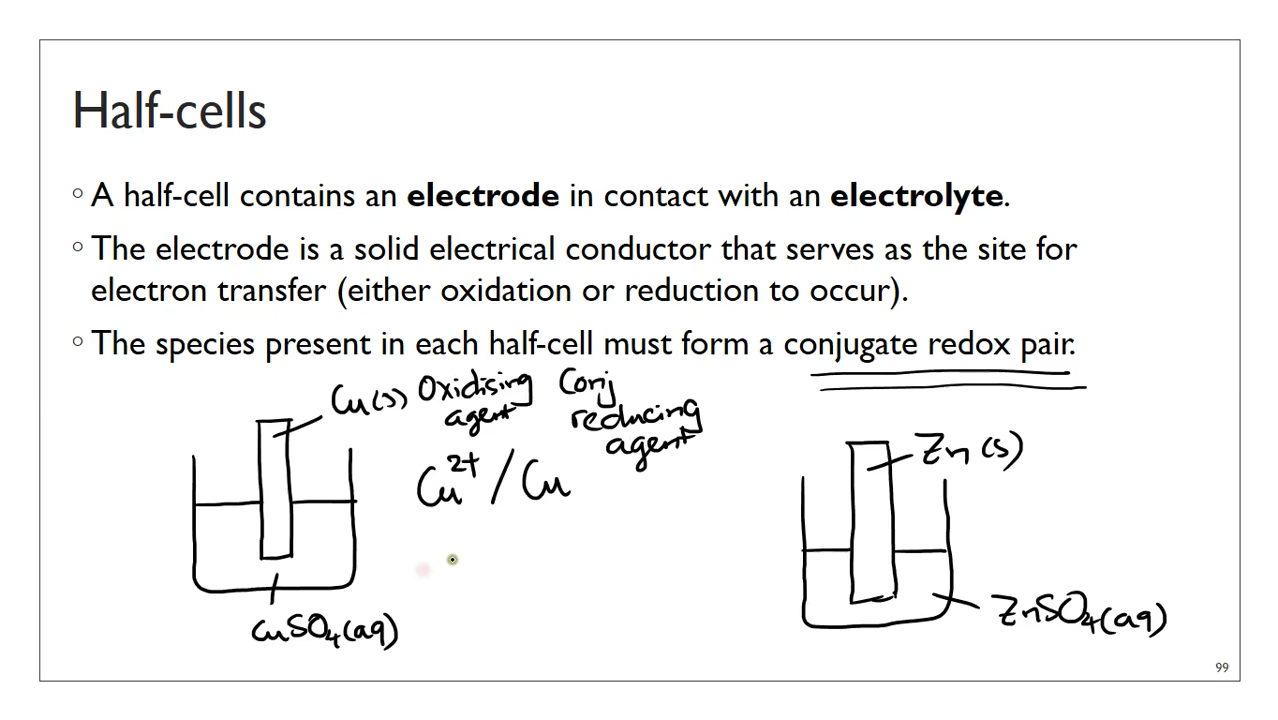 Half-cells
◦ A half-cell contains an electrode in contact with an electrolyte.
◦ The electrode is a solid electrical conductor that serves as the site for
electron transfer (either oxidation or reduction to occur).
◦ The species present in each half-cell must form a conjugate redox pair.
Cu(s)
Oxidising
agent
Conj
reducing
agent
Cu²⁺/Cu
CuSO₄(aq)
Zn(s)
ZnSO₄(aq)
99